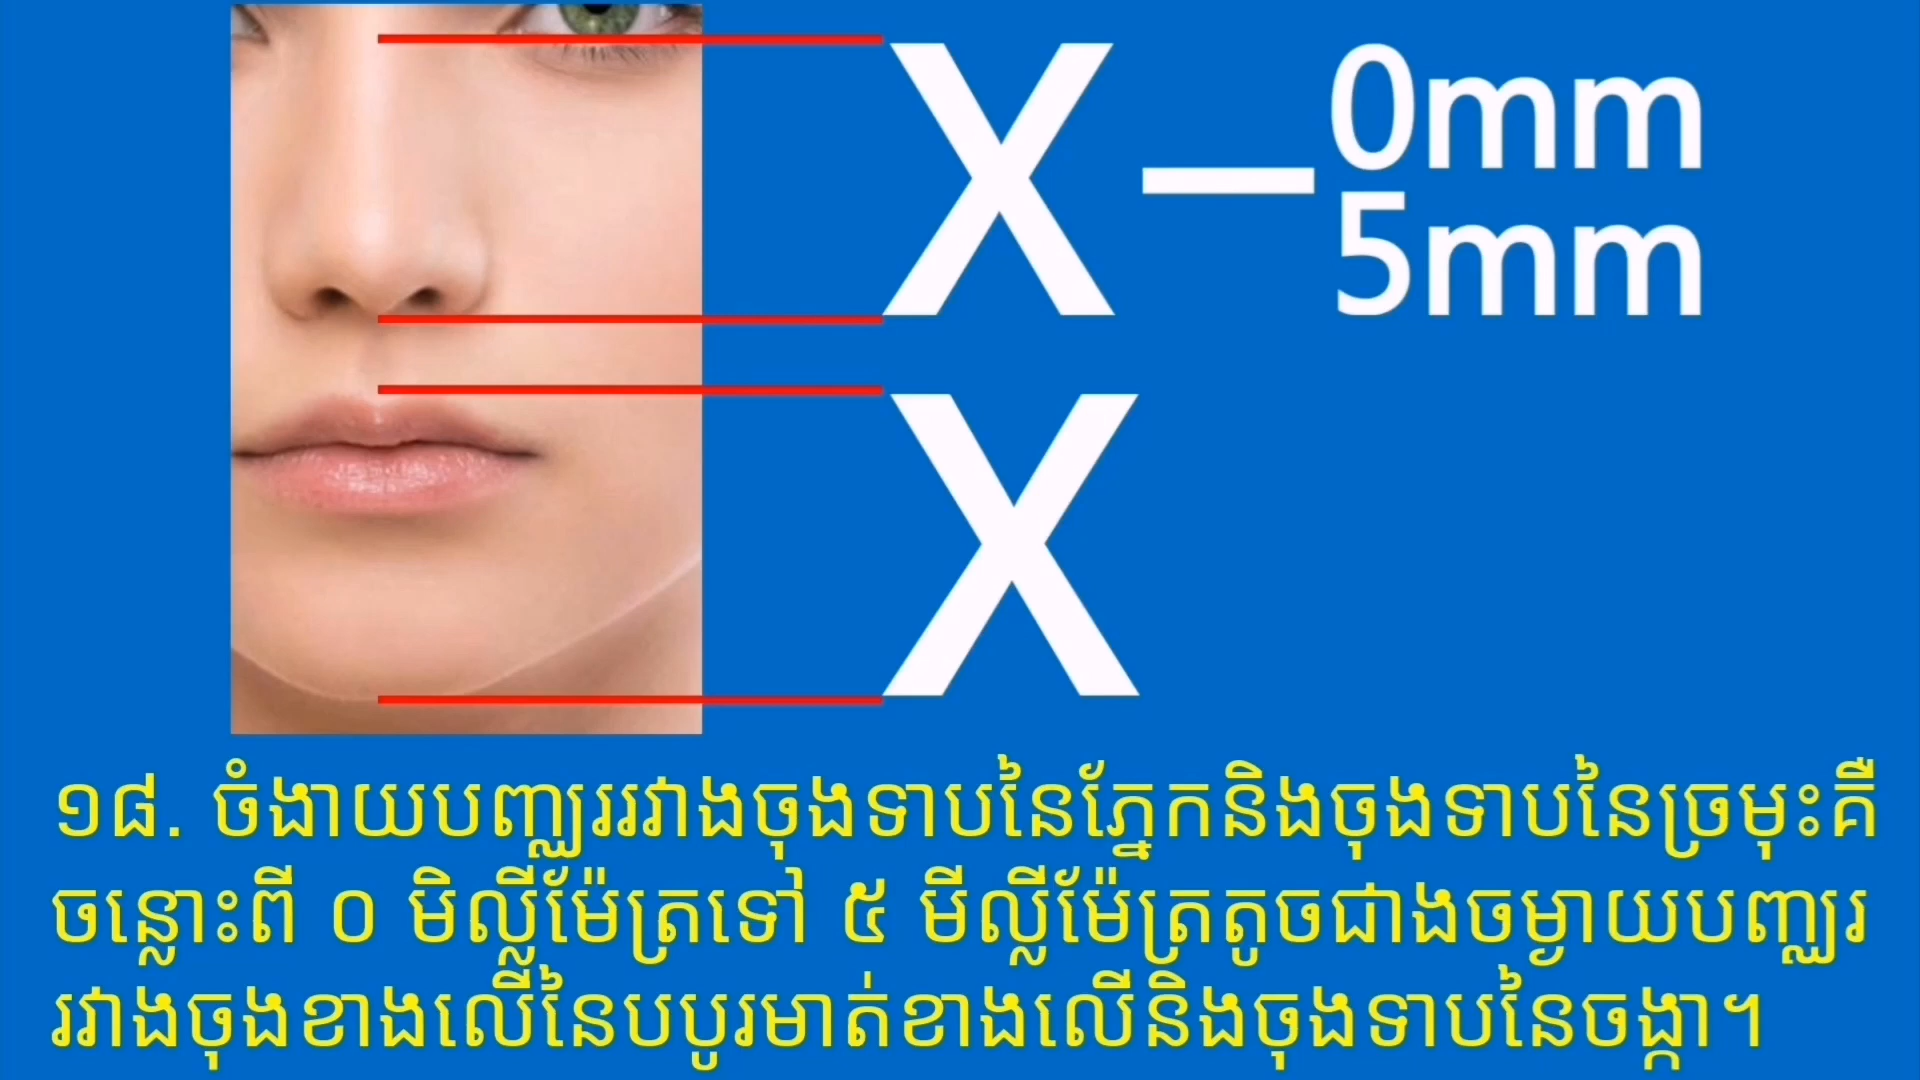 X – 0mm
5mm
X
១៨. ចំងាយបញ្ឈររវាងចុងទាបនៃភ្នែកនិងចុងទាបនៃច្រមុះគឺ
ចន្លោះពី ០ មិល្លីម៉ែត្រទៅ ៥ មីល្លីម៉ែត្រតូចជាងចម្ងាយបញ្ឈរ
រវាងចុងខាងលើនៃបបូរមាត់ខាងលើនិងចុងទាបនៃចង្កា។